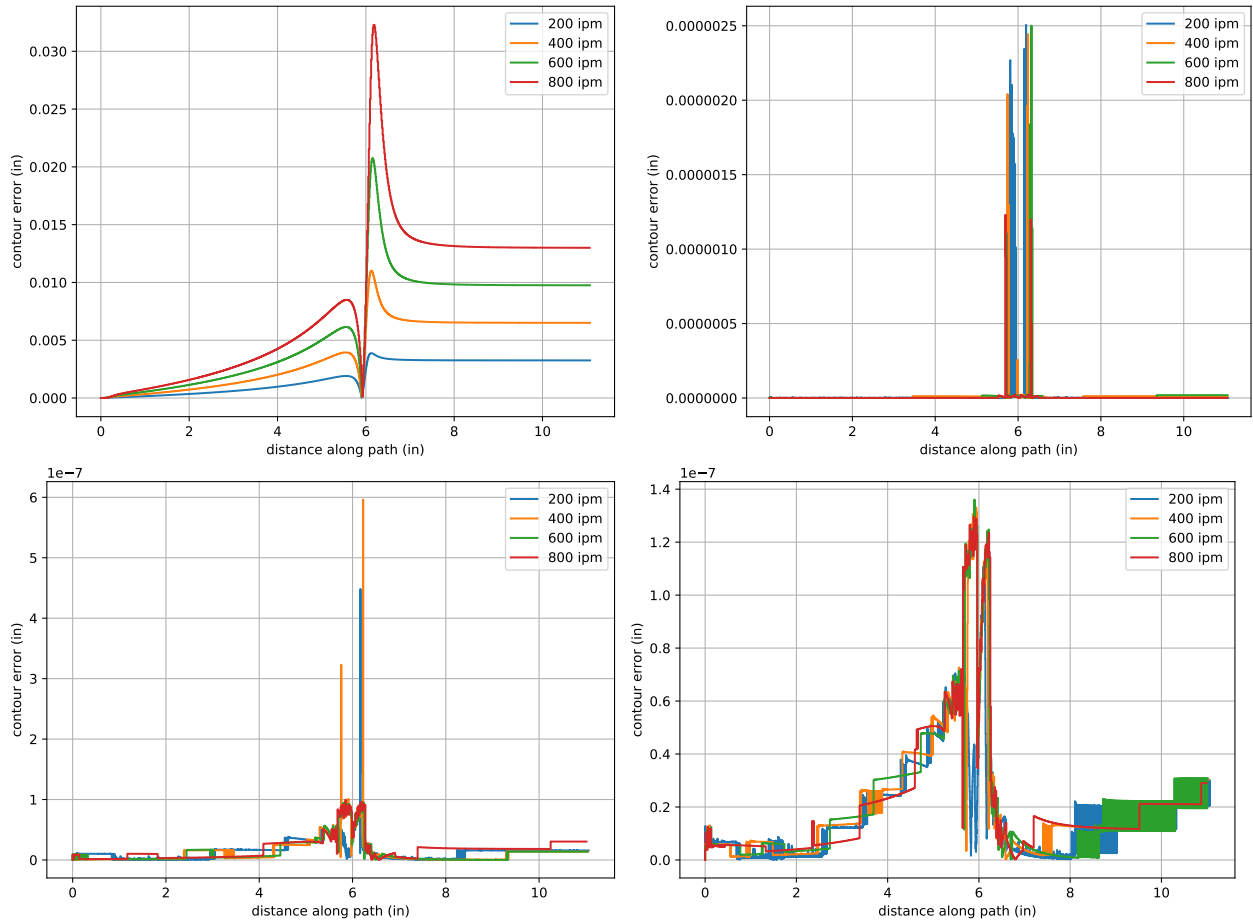 0.030
0.025
0.020
0.015
0.010
0.005
0.000
contour error (in)
0 2 4 6 8 10
distance along path (in)
200 ipm
400 ipm
600 ipm
800 ipm
0.0000025
0.0000020
0.0000015
0.0000010
0.0000005
0.0000000
contour error (in)
0 2 4 6 8 10
distance along path (in)
200 ipm
400 ipm
600 ipm
800 ipm
1e−7
6
5
4
3
2
1
0
contour error (in)
0 2 4 6 8 10
distance along path (in)
200 ipm
400 ipm
600 ipm
800 ipm
1e−7
1.4
1.2
1.0
0.8
0.6
0.4
0.2
0.0
contour error (in)
0 2 4 6 8 10
distance along path (in)
200 ipm
400 ipm
600 ipm
800 ipm